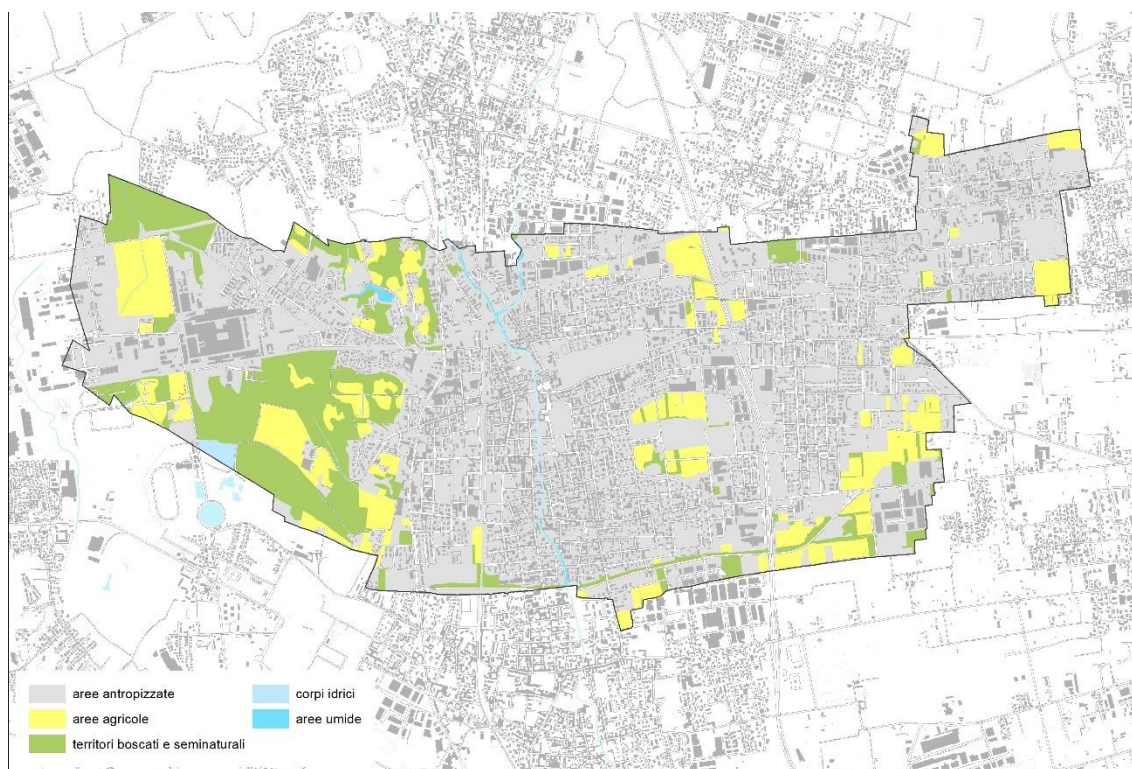 aree antropizzate
aree agricole
territori boscati e seminaturali
corpi idrici
aree umide